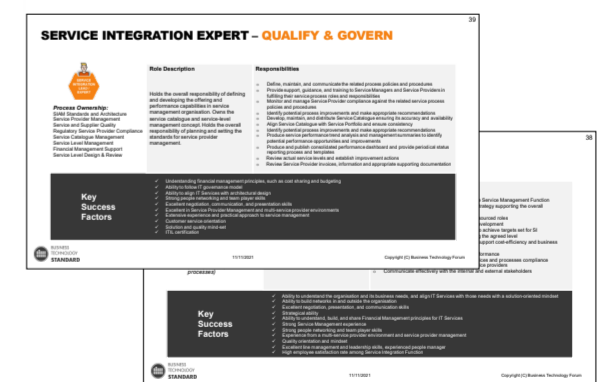 39
SERVICE INTEGRATION EXPERT – QUALIFY & GOVERN
Role Description
Responsibilities
Process Ownership:
SIAM Standards and Architecture
Service Provider Management
Service and Supplier Quality
Regulatory Service Provider Compliance
Service Catalogue Management
Service Level Management
Financial Management Support
Service Level Design & Review
Holds the overall responsibility of defining
and developing the offering and
performance capabilities in service
management organisation. Owns the
service catalogue and service-level
management concept. Holds the overall
responsibility of planning and setting the
standards for service provider
management.
Define, maintain, and communicate the related process policies and procedures
Provide support, guidance, and training to Service Managers and Service Providers in
fulfilling their service process roles and responsibilities
Monitor and manage Service Provider compliance against the related service process
policies and procedures
Identify potential process improvements and make appropriate recommendations
Develop, maintain, and distribute Service Catalogue ensuring its accuracy and availability
Align Service Catalogue with Service Portfolio and ensure consistency
Identify potential process improvements and make appropriate recommendations
Produce service performance trend analysis and management summaries to identify
potential performance opportunities and improvements
Produce and publish consolidated performance dashboard and provide periodical status
reporting process and templates
Review actual service levels and establish improvement actions
Review Service Provider invoices, information and appropriate supporting documentation
Key
Success
Factors
✓ Understanding financial management principles, such as cost sharing and budgeting
✓ Ability to follow IT governance model
✓ Ability to align IT Services with architectural design
✓ Strong people networking and team player skills
✓ Excellent negotiation, communication, and presentation skills
✓ Excellent in Service Provider Management and multi-service provider environments
✓ Extensive experience and practical approach to service management
✓ Customer service orientation
✓ Solution and quality mind-set
✓ ITIL certification
BUSINESS
TECHNOLOGY
STANDARD
11/11/2021
Copyright (C) Business Technology Forum
38
Service Management Function
strategy supporting the overall
sourced roles
achieve targets set for SI
the agreed level
support cost-efficiency and business
processes compliance
service providers
processes)
Communicate effectively with the internal and external stakeholders
Key
Success
Factors
✓ Ability to understand the organisation and its business needs, and align IT Services with those needs with a solution-oriented mindset
✓ Ability to build networks in and outside the organisation
✓ Excellent negotiation, presentation, and communication skills
✓ Strategical ability
✓ Ability to understand, build, and share Financial Management principles for IT Services
✓ Strong Service Management experience
✓ Strong people networking and team player skills
✓ Experience from a multi-service provider environment and service provider management
✓ Quality orientation and mindset
✓ Excellent line management and leadership skills, experienced people manager
✓ High employee satisfaction rate among Service Integration Function
BUSINESS
TECHNOLOGY
STANDARD
11/11/2021
Copyright (C) Business Technology Forum